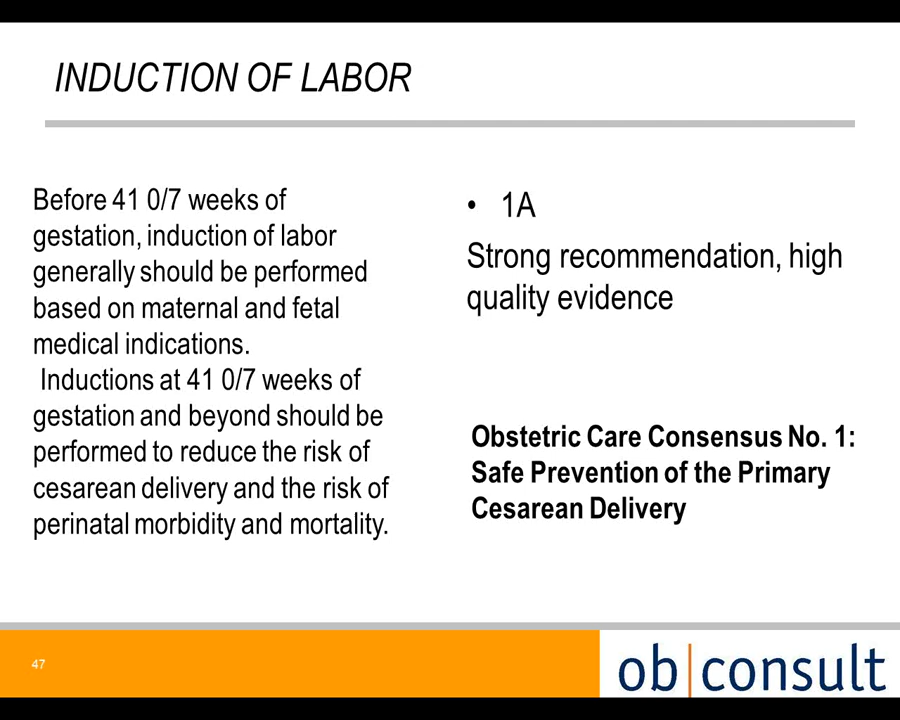 INDUCTION OF LABOR
Before 41 0/7 weeks of
gestation, induction of labor
generally should be performed
based on maternal and fetal
medical indications.
Inductions at 41 0/7 weeks of
gestation and beyond should be
performed to reduce the risk of
cesarean delivery and the risk of
perinatal morbidity and mortality.
• 1A
Strong recommendation, high
quality evidence
Obstetric Care Consensus No. 1:
Safe Prevention of the Primary
Cesarean Delivery
47
ob|consult